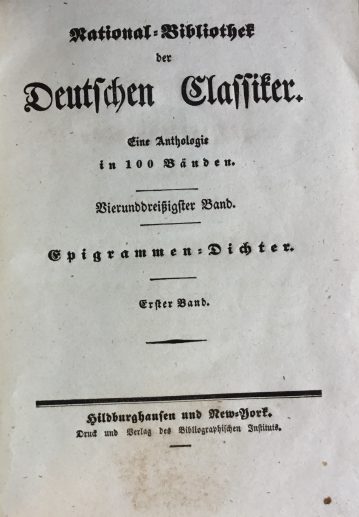 National-Bibliothek
der
Deutschen Classiker.
Eine Anthologie
in 100 Bänden.
Vierunddreißigster Band.
Epigrammen-Dichter.
Erster Band.
Hildburghausen und New-York.
Druck und Verlag des Bibliographischen Instituts.